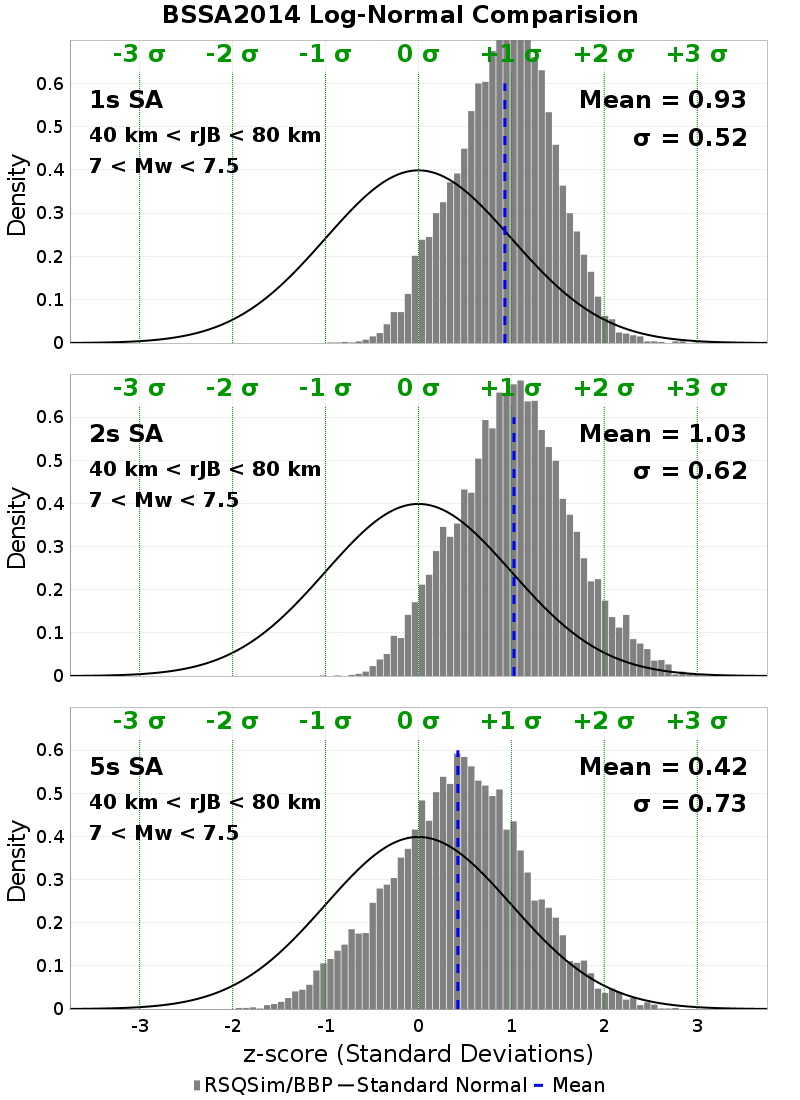 BSSA2014 Log-Normal Comparision
-3 σ -2 σ -1 σ 0 σ +1 σ +2 σ +3 σ
1s SA
Mean = 0.93
40 km < rJB < 80 km
σ = 0.52
7 < Mw < 7.5
Density
0.6
0.5
0.4
0.3
0.2
0.1
0
-3 σ -2 σ -1 σ 0 σ +1 σ +2 σ +3 σ
2s SA
Mean = 1.03
40 km < rJB < 80 km
σ = 0.62
7 < Mw < 7.5
Density
0.6
0.5
0.4
0.3
0.2
0.1
0
-3 σ -2 σ -1 σ 0 σ +1 σ +2 σ +3 σ
5s SA
Mean = 0.42
40 km < rJB < 80 km
σ = 0.73
7 < Mw < 7.5
Density
0.6
0.5
0.4
0.3
0.2
0.1
0
-3 -2 -1 0 1 2 3
z-score (Standard Deviations)
RSQSim/BBP Standard Normal Mean